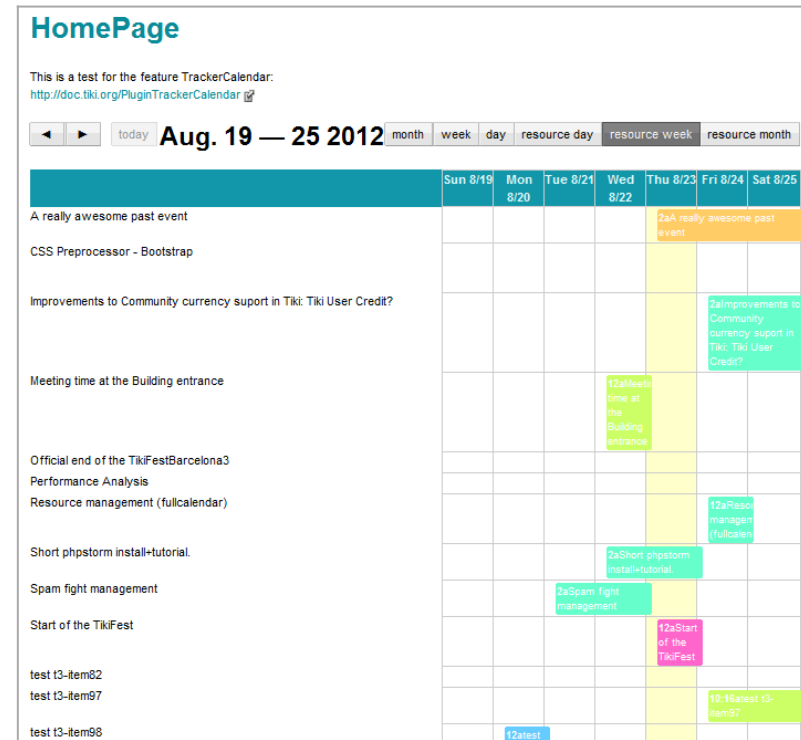 HomePage
This is a test for the feature TrackerCalendar:
http://doc.tiki.org/PluginTrackerCalendar
today
Aug. 19 — 25 2012
month week day resource day resource week resource month
Sun 8/19 Mon 8/20 Tue 8/21 Wed 8/22 Thu 8/23 Fri 8/24 Sat 8/25
A really awesome past event
2aA really awesome past
event
CSS Preprocessor - Bootstrap
Improvements to Community currency suport in Tiki: Tiki User Credit?
2aImprovements to
Community
currency suport in
Tiki: Tiki User
Credit?
Meeting time at the Building entrance
12aMeeti
time at
the
Building
entrance
Official end of the TikiFestBarcelona3
Performance Analysis
Resource management (fullcalendar)
12aReso
managem
(fullcalen
Short phpstorm install+tutorial.
2aShort phpstorm
install+tutorial.
Spam fight management
2aSpam fight
management
Start of the TikiFest
12aStart
of the
TikiFest
test t3-item82
test t3-item97
10:16atest t3-
item97
test t3-item98
12atest